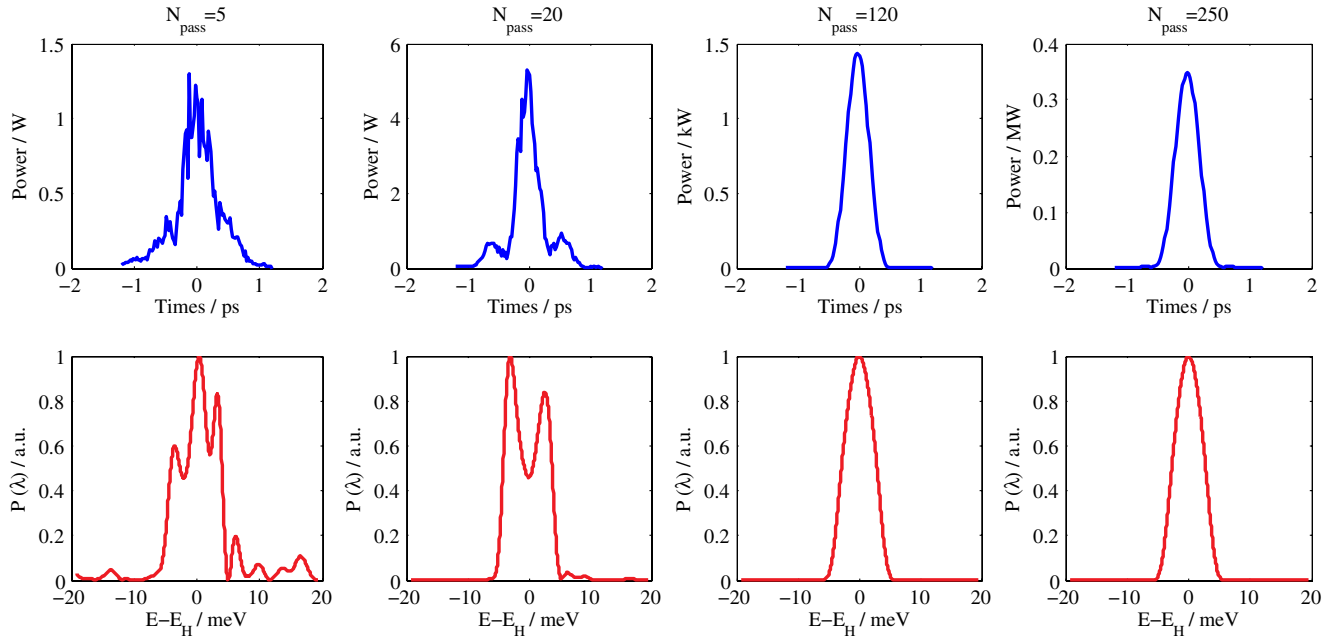 N_pass=5
1.5
1
0.5
0
Power / W
−2 −1 0 1 2
Times / ps
N_pass=20
6
4
2
0
Power / W
−2 −1 0 1 2
Times / ps
N_pass=120
1.5
1
0.5
0
Power / kW
−2 −1 0 1 2
Times / ps
N_pass=250
0.4
0.3
0.2
0.1
0
Power / MW
−2 −1 0 1 2
Times / ps
1
0.8
0.6
0.4
0.2
0
P (λ) / a.u.
−20 −10 0 10 20
E−E_H / meV
1
0.8
0.6
0.4
0.2
0
P (λ) / a.u.
−20 −10 0 10 20
E−E_H / meV
1
0.8
0.6
0.4
0.2
0
P (λ) / a.u.
−20 −10 0 10 20
E−E_H / meV
1
0.8
0.6
0.4
0.2
0
P (λ) / a.u.
−20 −10 0 10 20
E−E_H / meV